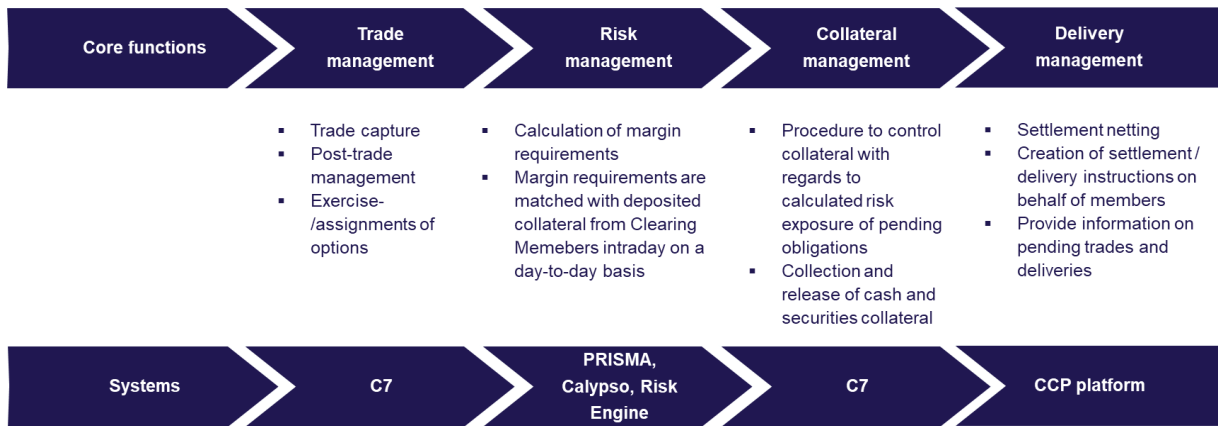 Core functions
Trade
management
Risk
management
Collateral
management
Delivery
management
▪ Trade capture
▪ Post-trade
management
▪ Exercise-
/assignments of
options
▪ Calculation of margin
requirements
▪ Margin requirements are
matched with deposited
collateral from Clearing
Memebers intraday on a
day-to-day basis
▪ Procedure to control
collateral with
regards to
calculated risk
exposure of pending
obligations
▪ Collection and
release of cash and
securities collateral
▪ Settlement netting
▪ Creation of settlement /
delivery instructions on
behalf of members
▪ Provide information on
pending trades and
deliveries
Systems
C7
PRISMA,
Calypso, Risk
Engine
C7
CCP platform